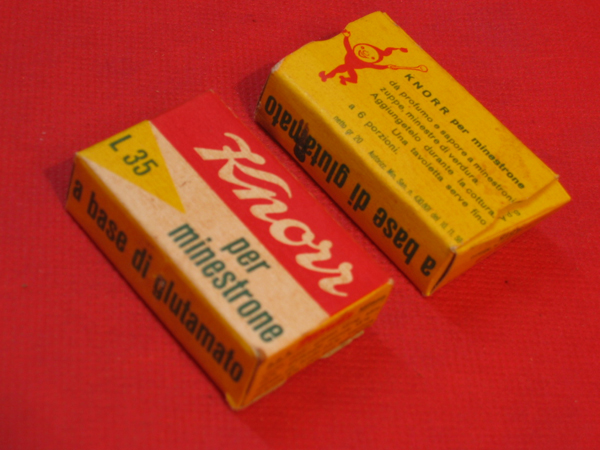 L 35
Knorr
per
minestrone
a base di glutamato
KNORR per minestrone
da profumo e sapore a minestrone,
zuppe, minestra di verdura.
Aggiungetelo durante la cottura.
Una tavoletta serve fino
a 6 porzioni.
a base di glutamato